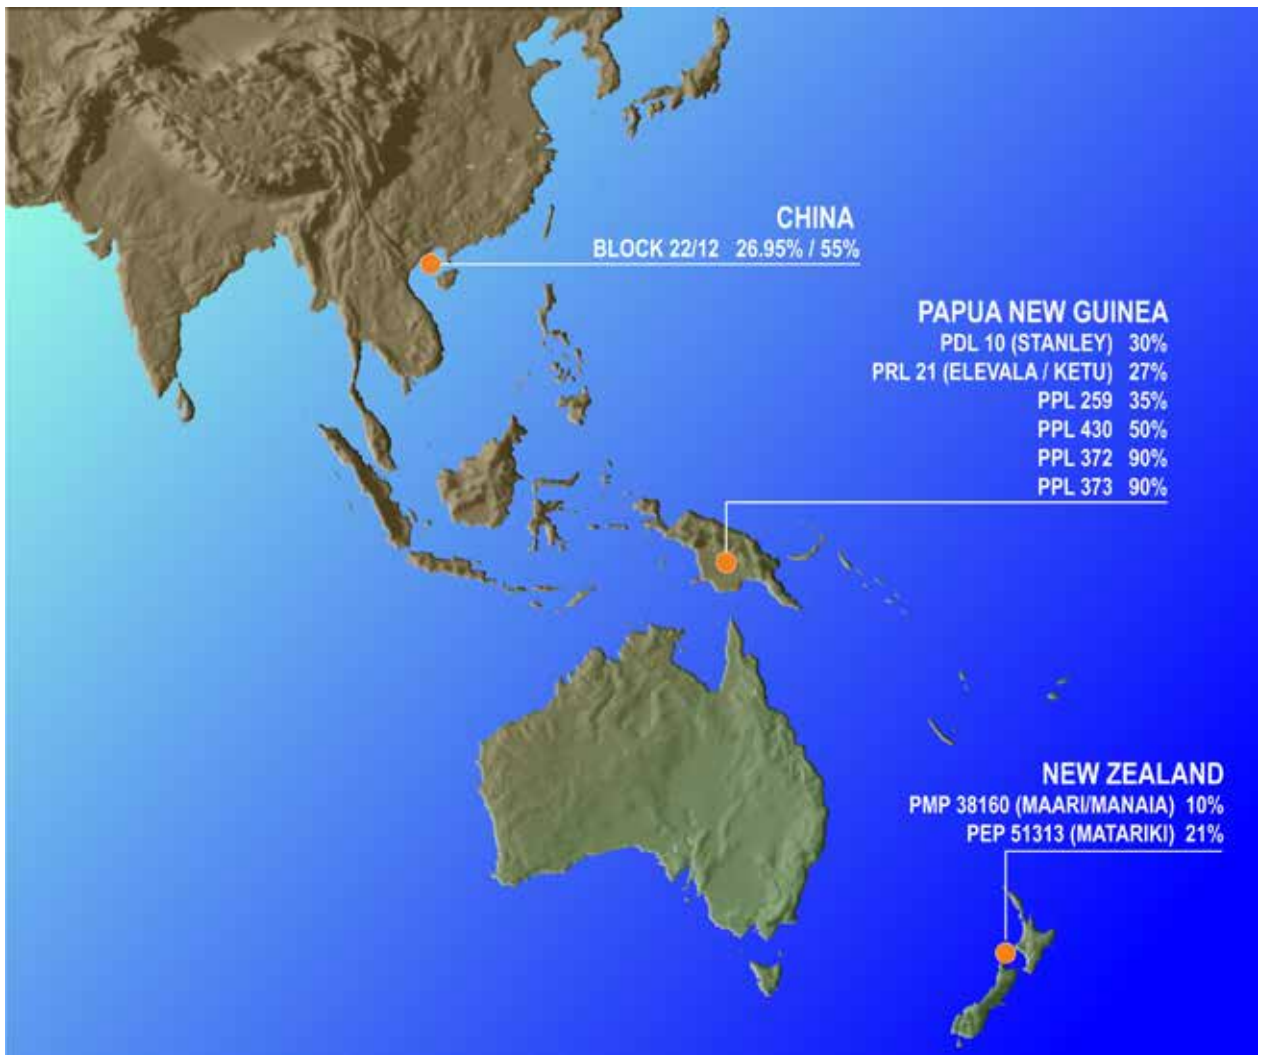 CHINA
BLOCK 22/12 26.95% / 55%
PAPUA NEW GUINEA
PDL 10 (STANLEY) 30%
PRL 21 (ELEVALA / KETU) 27%
PPL 259 35%
PPL 430 50%
PPL 372 90%
PPL 373 90%
NEW ZEALAND
PMP 38160 (MAARI/MANAIA) 10%
PEP 51313 (MATARIKI) 21%